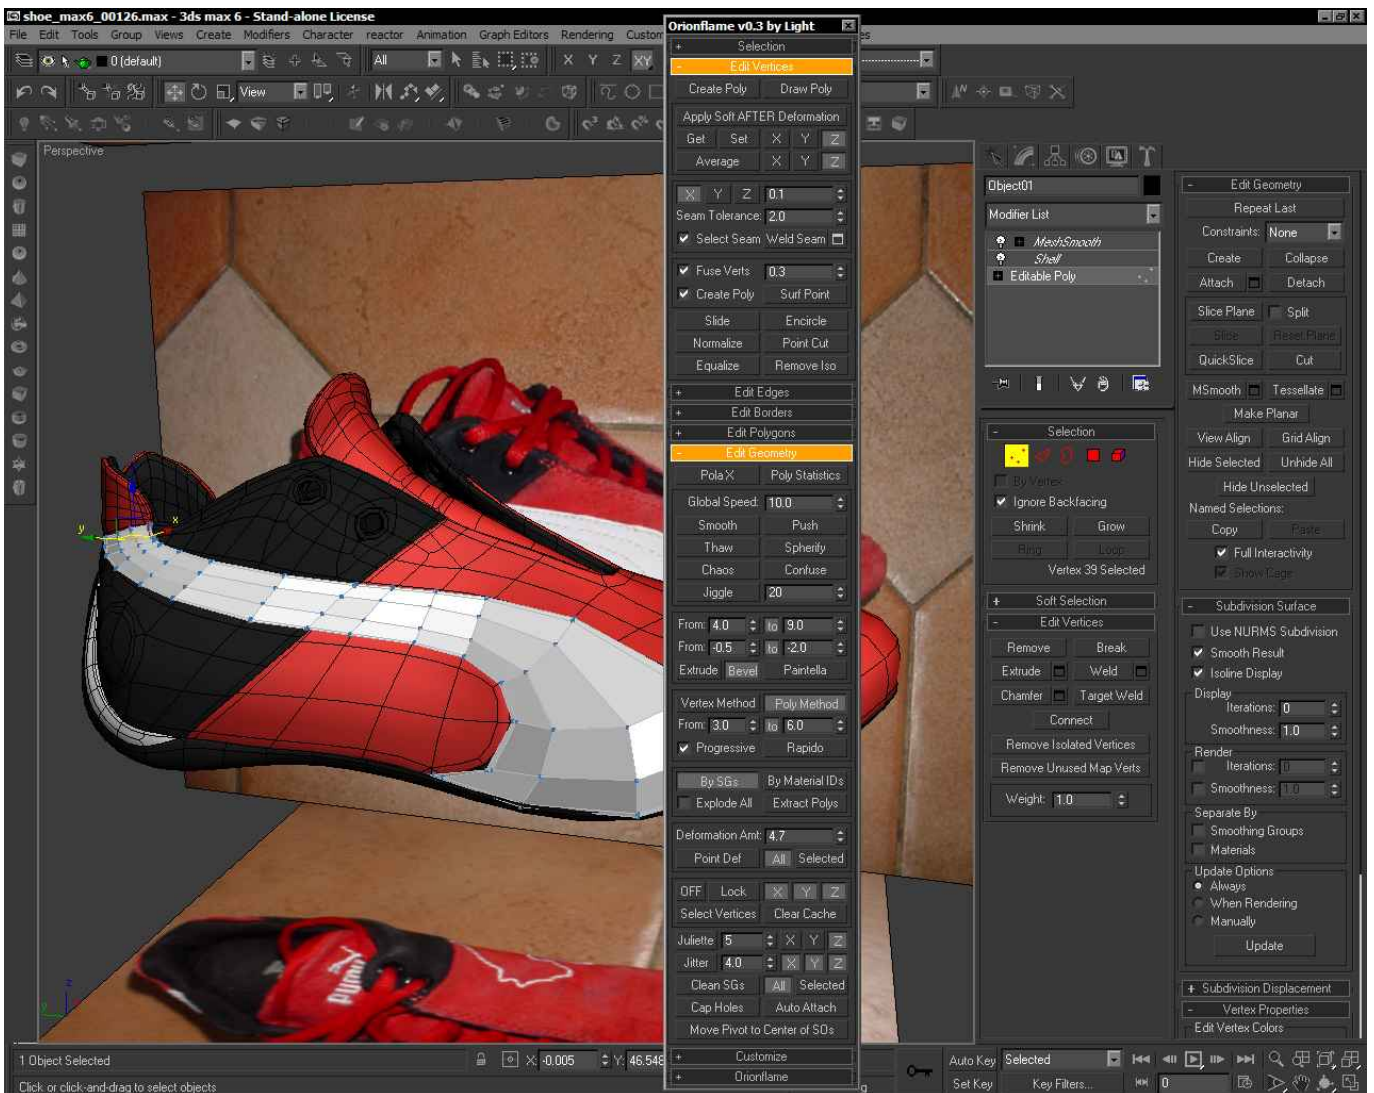 shoe_max6_00126.max - 3ds max 6 - Stand-alone License
File Edit Tools Group Views Create Modifiers Character reactor Animation Graph Editors Rendering
0 (default) All X Y Z XY
View
Perspective
Orionflame v0.3 by Light
+ Selection
- Edit Vertices
Create Poly Draw Poly
Apply Soft AFTER Deformation
Get Set X Y Z
Average X Y Z
X Y Z 0.1
Seam Tolerance: 2.0
Select Seam Weld Seam
Fuse Verts 0.3
Create Poly Surf Point
Slide Encircle
Normalize Point Cut
Equalize Remove Iso
+ Edit Edges
+ Edit Borders
+ Edit Polygons
- Edit Geometry
Pola X Poly Statistics
Global Speed: 10.0
Smooth Push
Thaw Spherify
Chaos Confuse
Jiggle 20
From: 4.0 to 9.0
From: -0.5 to -2.0
Extrude Bevel Paintella
Vertex Method Poly Method
From: 3.0 to 6.0
Progressive Rapido
By SGs By Material IDs
Explode All Extract Polys
Deformation Amt: 4.7
Point Def All Selected
OFF Lock X Y Z
Select Vertices Clear Cache
Juliette 5 X Y Z
Jitter 4.0 X Y Z
Clean SGs All Selected
Cap Holes Auto Attach
Move Pivot to Center of SOs
+ Customize
+ Orionflame
Object01
Modifier List
MeshSmooth
Shell
Editable Poly
- Selection
By Vertex
Ignore Backfacing
Shrink Grow
Ring Loop
Vertex 39 Selected
+ Soft Selection
- Edit Vertices
Remove Break
Extrude Weld
Chamfer Target Weld
Connect
Remove Isolated Vertices
Remove Unused Map Verts
Weight: 1.0
- Edit Geometry
Repeat Last
Constraints: None
Create Collapse
Attach Detach
Slice Plane Split
Slice Reset Plane
QuickSlice Cut
MSmooth Tessellate
Make Planar
View Align Grid Align
Hide Selected Unhide All
Hide Unselected
Named Selections:
Copy Paste
Full Interactivity
Show Cage
- Subdivision Surface
Use NURMS Subdivision
Smooth Result
Isoline Display
Display
Iterations: 0
Smoothness: 1.0
Render
Iterations: 0
Smoothness: 1.0
Separate By
Smoothing Groups
Materials
Update Options
Always
When Rendering
Manually
Update
+ Subdivision Displacement
- Vertex Properties
Edit Vertex Colors
y x
PUMA
z
1 Object Selected X: -0.005 Y: 46.548
Click or click-and-drag to select objects
Auto Key Selected
Set Key Key Filters... 0